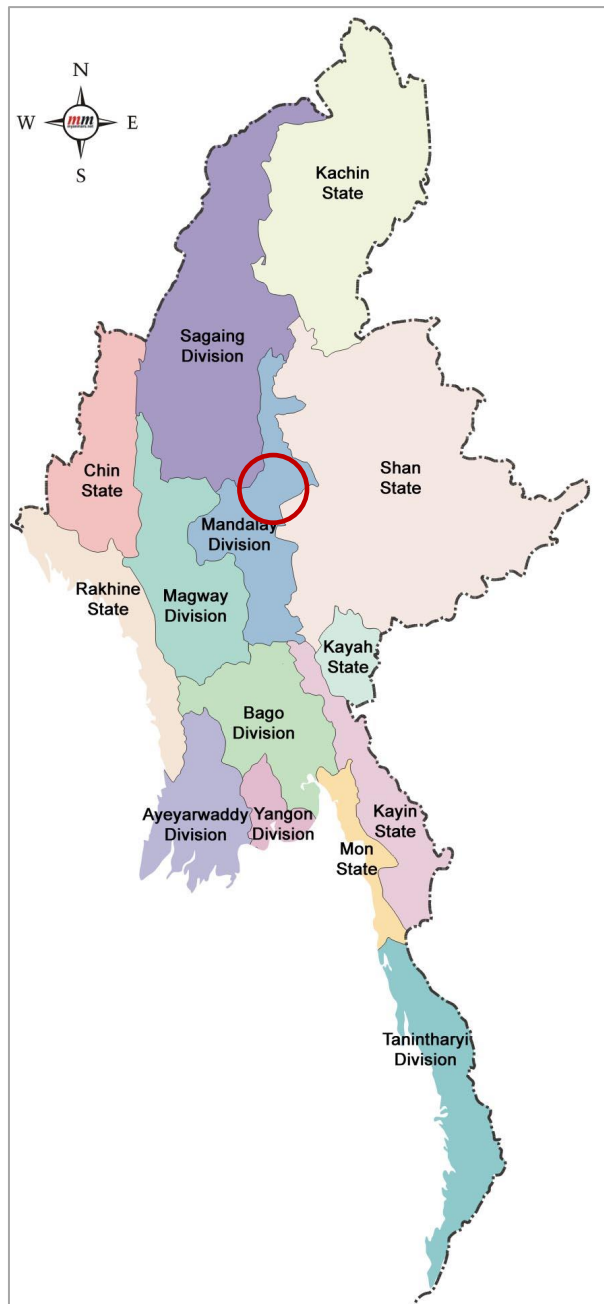 N
W
mm
E
S
Kachin
State
Sagaing
Division
Chin
State
Shan
State
Mandalay
Division
Rakhine
State
Magway
Division
Kayah
State
Bago
Division
Ayeyarwaddy
Division
Yangon
Division
Kayin
State
Mon
State
Tanintharyi
Division